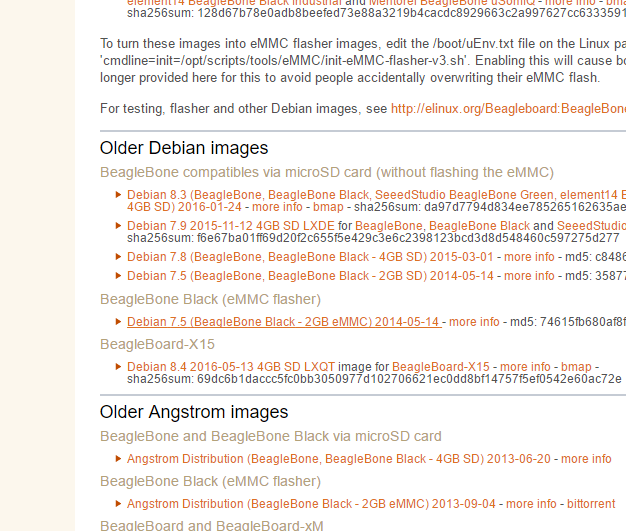 element14 BeagleBone Black Industrial and Mentorel BeagleBone uSomIQ - more info - bmap
sha256sum: 128d67b78e0adb8beefed73e88a3219b4cacdc8929663c2a997627cc6333591
To turn these images into eMMC flasher images, edit the /boot/uEnv.txt file on the Linux pa
'cmdline=init=/opt/scripts/tools/eMMC/init-eMMC-flasher-v3.sh'. Enabling this will cause bo
longer provided here for this to avoid people accidentally overwriting their eMMC flash.
For testing, flasher and other Debian images, see http://elinux.org/Beagleboard:BeagleBone
Older Debian images
BeagleBone compatibles via microSD card (without flashing the eMMC)
Debian 8.3 (BeagleBone, BeagleBone Black, SeeedStudio BeagleBone Green, element14 B
4GB SD) 2016-01-24 - more info - bmap - sha256sum: da97d7794d834ee785265162635ae
Debian 7.9 2015-11-12 4GB SD LXDE for BeagleBone, BeagleBone Black and SeeedStudio
sha256sum: f6e67ba01ff69d20f2c655f5e429c3e6c2398123bcd3d8d548460c597275d277
Debian 7.8 (BeagleBone, BeagleBone Black - 4GB SD) 2015-03-01 - more info - md5: c8486
Debian 7.5 (BeagleBone, BeagleBone Black - 2GB SD) 2014-05-14 - more info - md5: 35877
BeagleBone Black (eMMC flasher)
Debian 7.5 (BeagleBone Black - 2GB eMMC) 2014-05-14 - more info - md5: 74615fb680af8f
BeagleBoard-X15
Debian 8.4 2016-05-13 4GB SD LXQT image for BeagleBoard-X15 - more info - bmap -
sha256sum: 69dc6b1daccc5fc0bb3050977d102706621ec0dd8bf14757f5ef0542e60ac72e
Older Angstrom images
BeagleBone and BeagleBone Black via microSD card
Angstrom Distribution (BeagleBone, BeagleBone Black - 4GB SD) 2013-06-20 - more info
BeagleBone Black (eMMC flasher)
Angstrom Distribution (BeagleBone Black - 2GB eMMC) 2013-09-04 - more info - bittorrent
BeagleBoard and BeagleBoard-xM